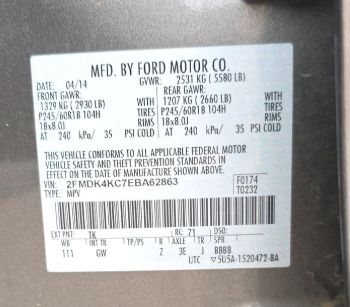 MFD. BY FORD MOTOR CO.
DATE: 04/14 GVWR: 2531 KG ( 5580 LB)
FRONT GAWR: REAR GAWR:
1329 KG ( 2930 LB) 1207 KG ( 2660 LB)
P245/60R18 104H TIRES P245/60R18 104H TIRES
18x8.0J RIMS 18x8.0J RIMS
AT 240 kPa/ 35 PSI COLD AT 240 kPa/ 35 PSI COLD
THIS VEHICLE CONFORMS TO ALL APPLICABLE FEDERAL MOTOR
VEHICLE SAFETY AND THEFT PREVENTION STANDARDS IN
EFFECT ON THE DATE OF MANUFACTURE SHOWN ABOVE.
VIN: 2FMDK4KC7EBA62863 F0174
TYPE: MPV T0232
EXT PNT: TK RC: 71 DSO:
WB INT TR TP/PS R AXLE TR SPR
111 GW Z 3E J BBBB
UTC ▽5U5A-1520472-BA